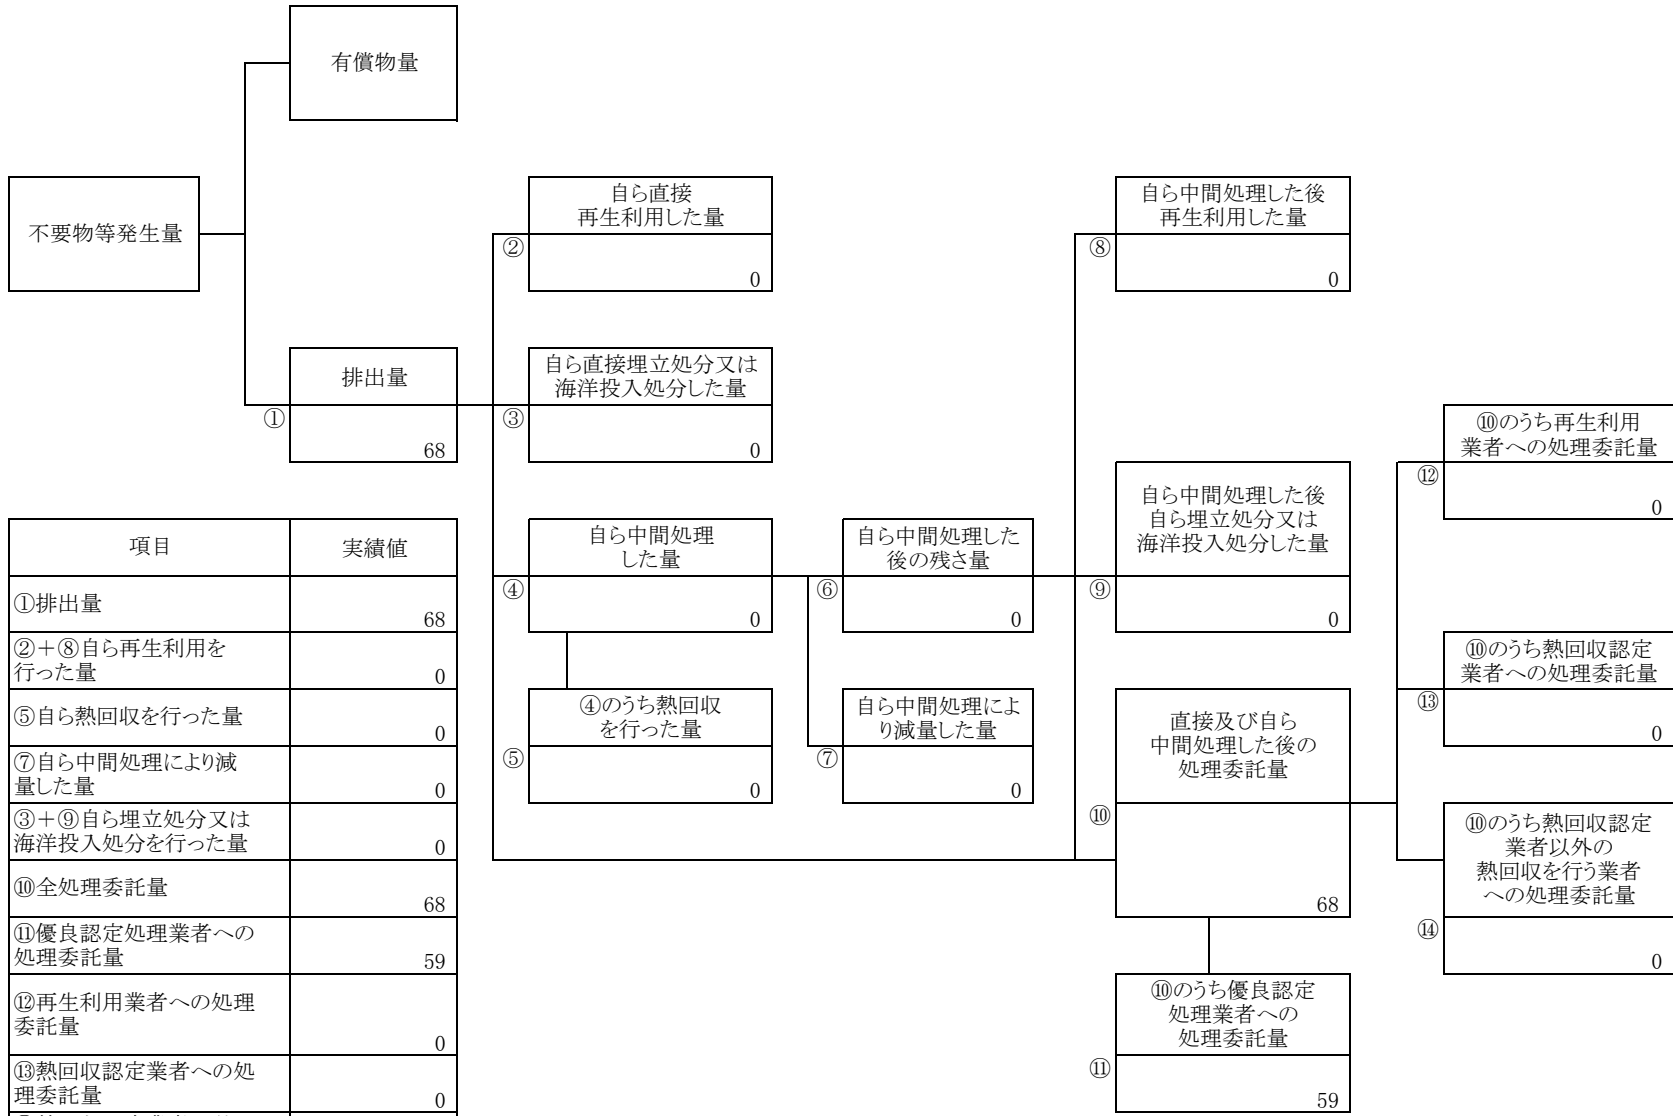 有償物量
不要物等発生量
自ら直接
再生利用した量
②
0
自ら中間処理した後
再生利用した量
⑧
0
排出量
①
68
自ら直接埋立処分又は
海洋投入処分した量
③
0
⑩のうち再生利用
業者への処理委託量
⑫
0
自ら中間処理
した量
④
0
自ら中間処理した
後の残さ量
⑥
0
自ら中間処理した後
自ら埋立処分又は
海洋投入処分した量
⑨
0
⑩のうち熱回収認定
業者への処理委託量
⑬
0
④のうち熱回収
を行った量
⑤
0
自ら中間処理によ
り減量した量
⑦
0
直接及び自ら
中間処理した後の
処理委託量
⑩
68
⑩のうち熱回収認定
業者以外の
熱回収を行う業者
への処理委託量
⑭
0
⑩のうち優良認定
処理業者への
処理委託量
⑪
59
項目 実績値
①排出量 68
②+⑧自ら再生利用を
行った量 0
⑤自ら熱回収を行った量 0
⑦自ら中間処理により減
量した量 0
③+⑨自ら埋立処分又は
海洋投入処分を行った量 0
⑩全処理委託量 68
⑪優良認定処理業者への
処理委託量 59
⑫再生利用業者への処理
委託量 0
⑬熱回収認定業者への処
理委託量 0